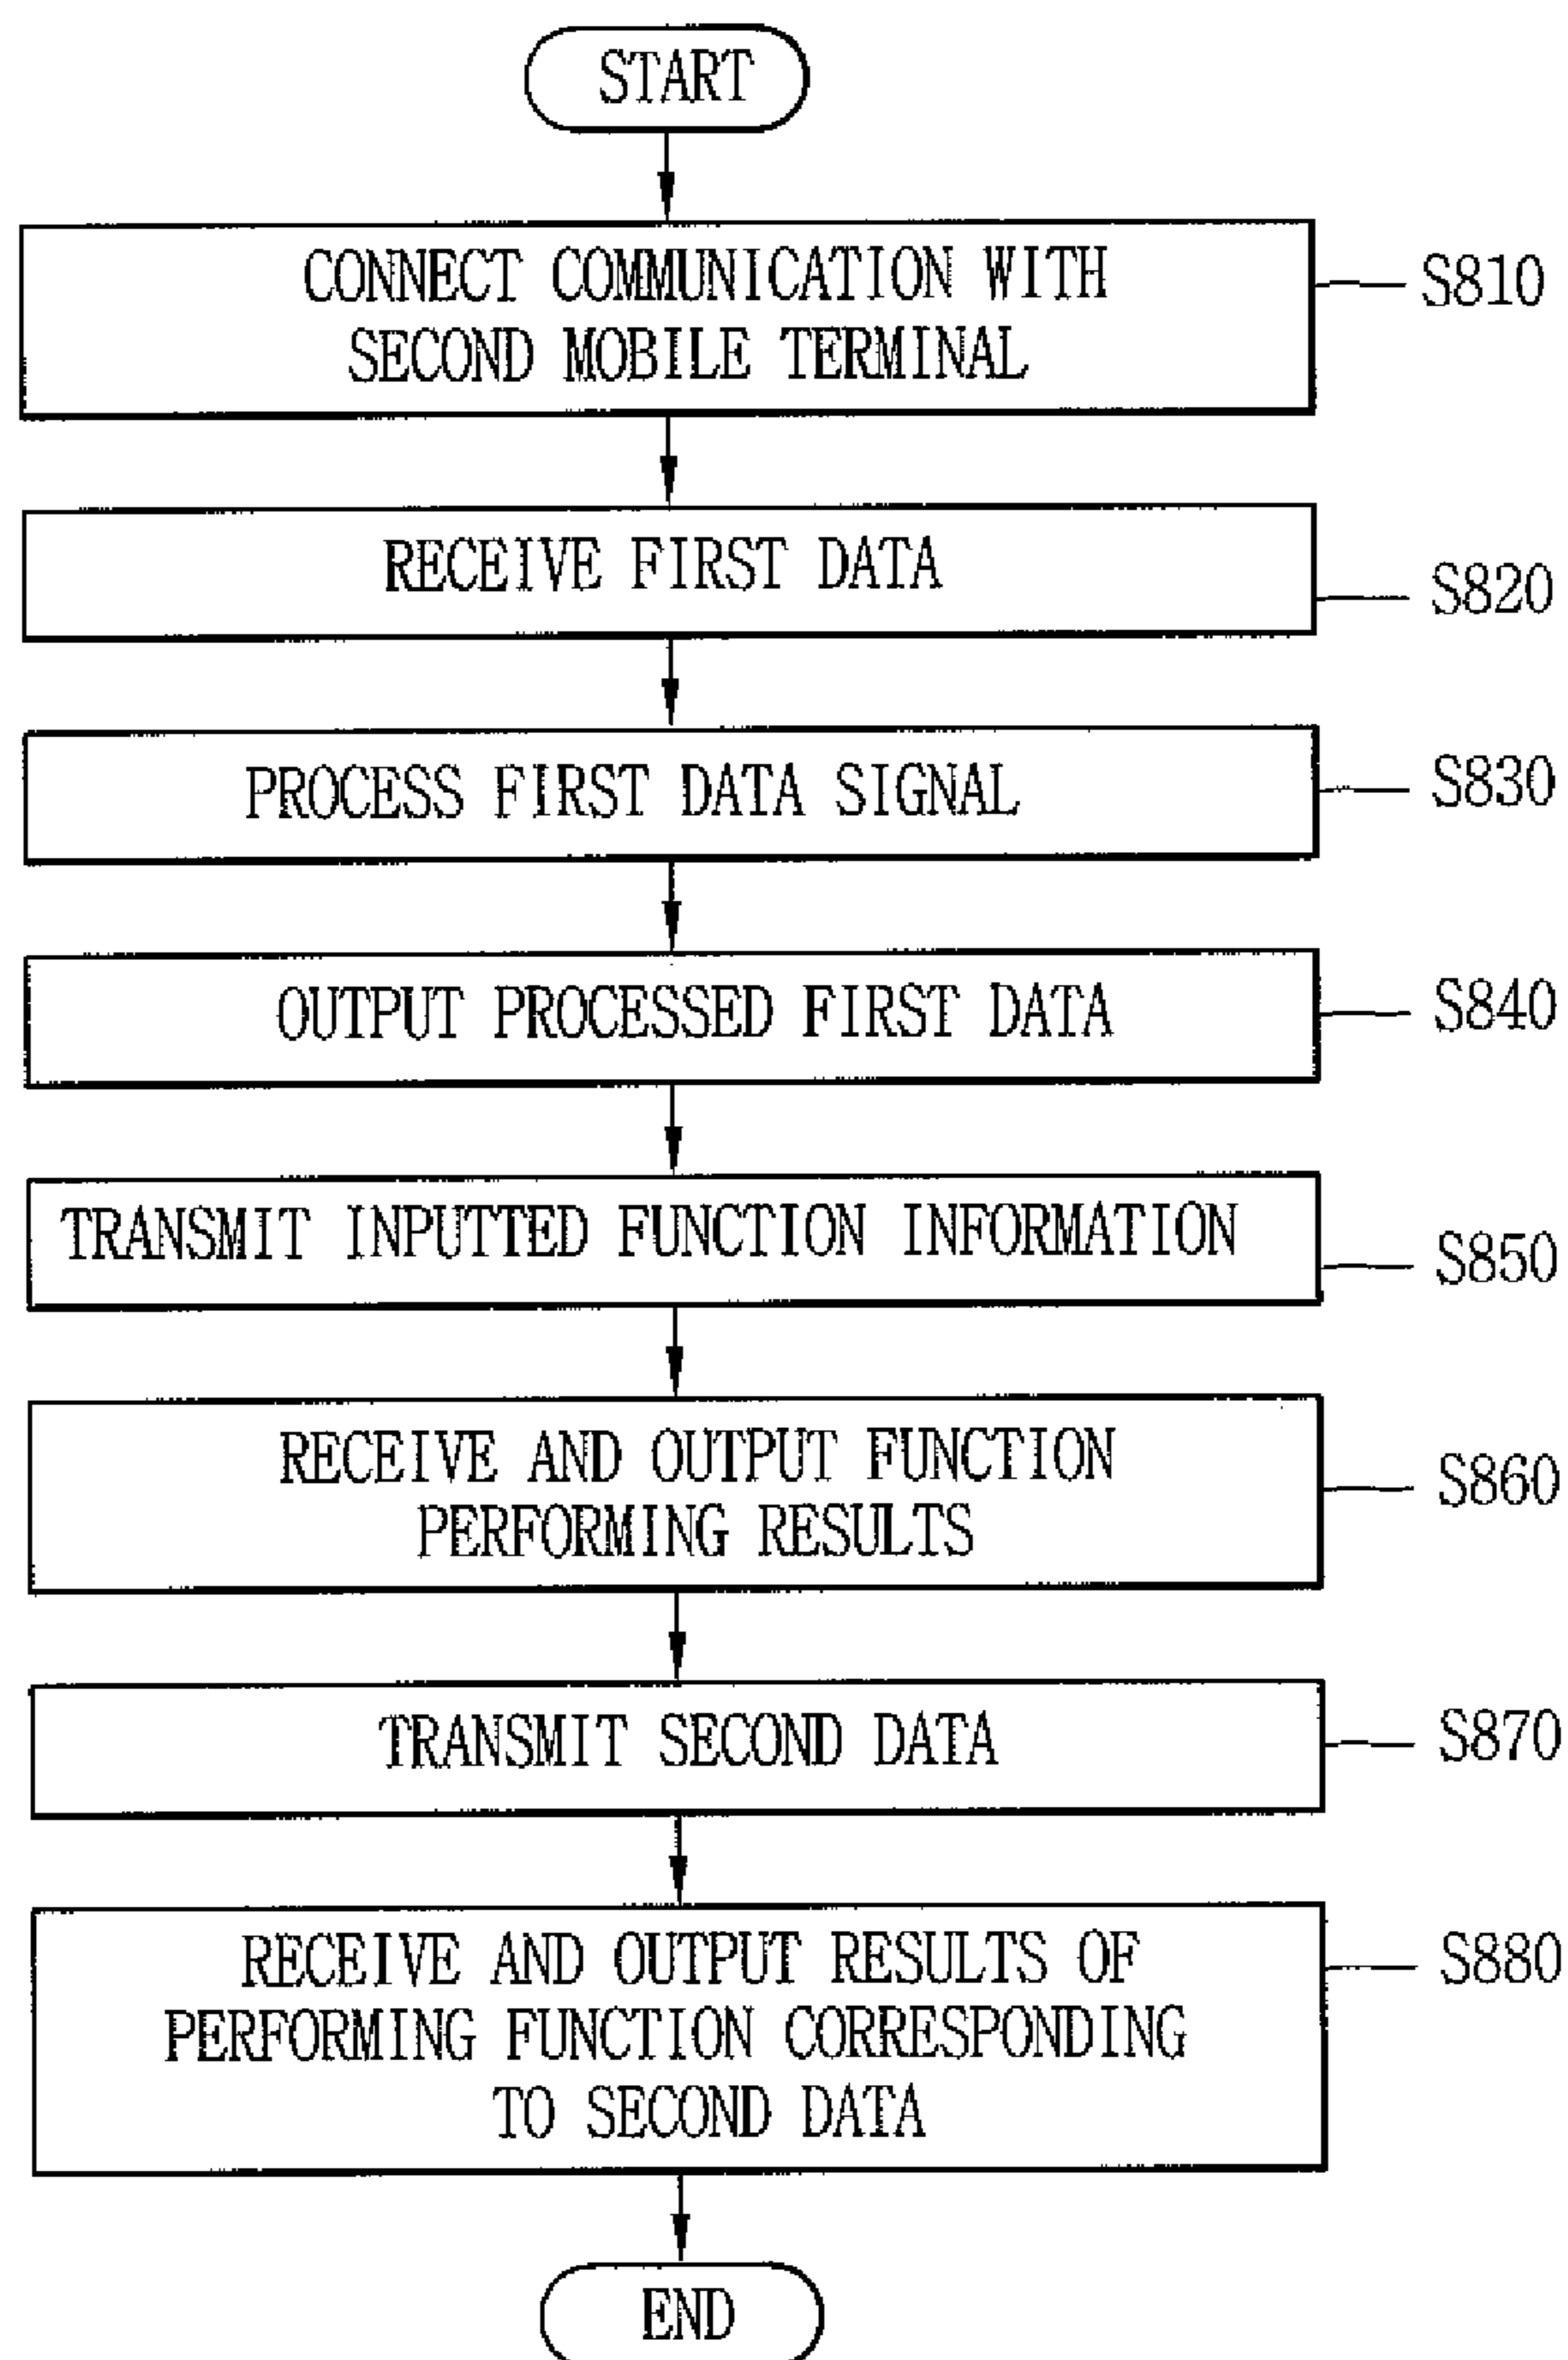 START
CONNECT COMMUNICATION WITH
SECOND MOBILE TERMINAL
S810
RECEIVE FIRST DATA
S820
PROCESS FIRST DATA SIGNAL
S830
OUTPUT PROCESSED FIRST DATA
S840
TRANSMIT INPUTTED FUNCTION INFORMATION
S850
RECEIVE AND OUTPUT FUNCTION
PERFORMING RESULTS
S860
TRANSMIT SECOND DATA
S870
RECEIVE AND OUTPUT RESULTS OF
PERFORMING FUNCTION CORRESPONDING
TO SECOND DATA
S880
END